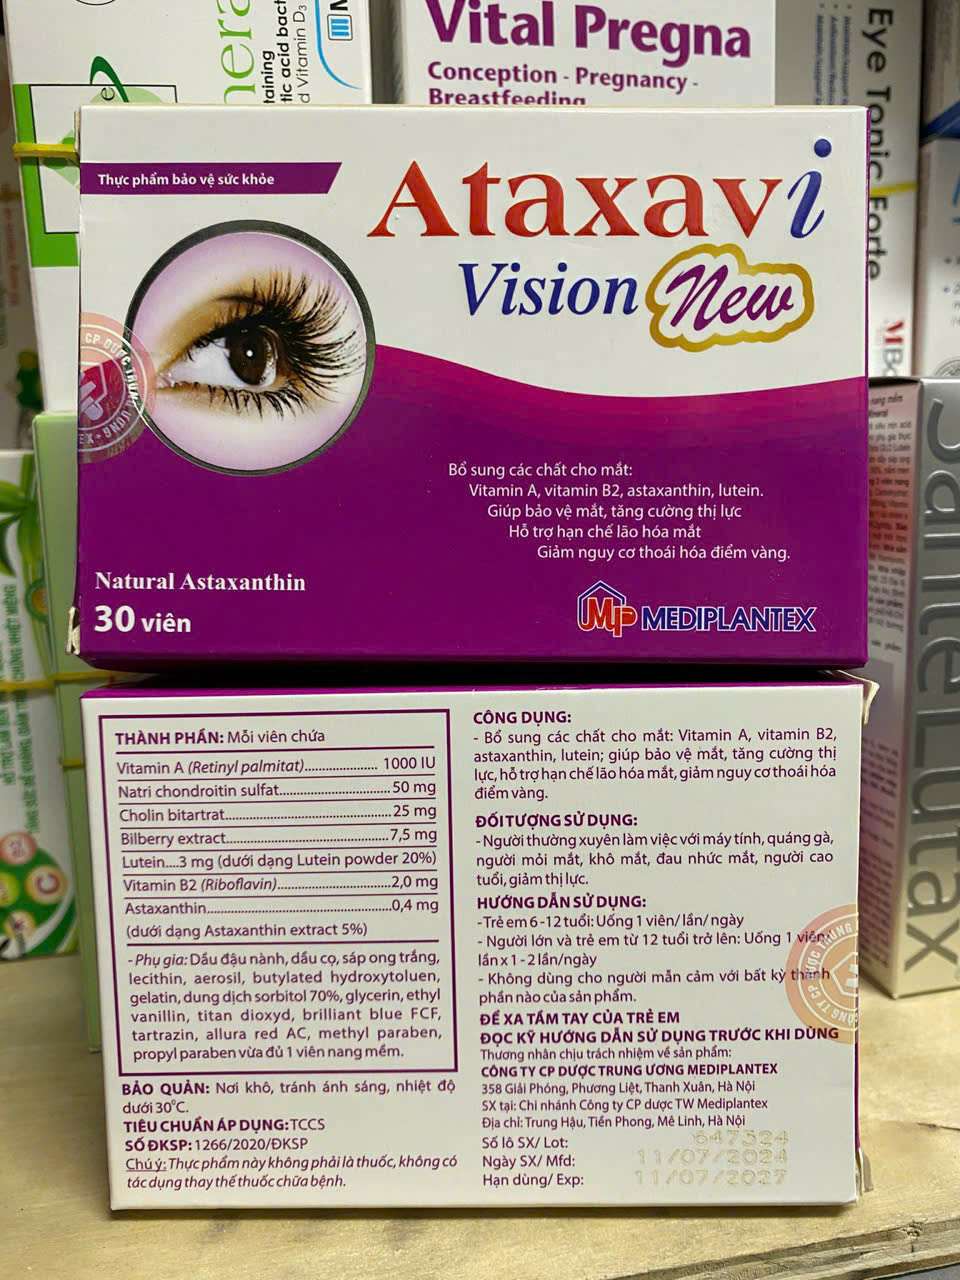 Vital Pregna
Conception - Pregnancy -
Breastfeeding
Eye Tonic Forte
Thực phẩm bảo vệ sức khỏe
Ataxavi
Vision New
Bổ sung các chất cho mắt:
Vitamin A, vitamin B2, astaxanthin, lutein.
Giúp bảo vệ mắt, tăng cường thị lực
Hỗ trợ hạn chế lão hóa mắt
Giảm nguy cơ thoái hóa điểm vàng.
Natural Astaxanthin
30 viên
MP MEDIPLANTEX
THÀNH PHẦN: Mỗi viên chứa
Vitamin A (Retinyl palmitat)................. 1000 IU
Natri chondroitin sulfat..........................50 mg
Cholin bitartrat.......................................25 mg
Bilberry extract......................................7,5 mg
Lutein....3 mg (dưới dạng Lutein powder 20%)
Vitamin B2 (Riboflavin)..........................2,0 mg
Astaxanthin...........................................0,4 mg
(dưới dạng Astaxanthin extract 5%)
- Phụ gia: Dầu đậu nành, dầu cọ, sáp ong trắng,
lecithin, aerosil, butylated hydroxytoluen,
gelatin, dung dịch sorbitol 70%, glycerin, ethyl
vanillin, titan dioxyd, brilliant blue FCF,
tartrazin, allura red AC, methyl paraben,
propyl paraben vừa đủ 1 viên nang mềm.
BẢO QUẢN: Nơi khô, tránh ánh sáng, nhiệt độ
dưới 30°C.
TIÊU CHUẨN ÁP DỤNG: TCCS
SỐ ĐKSP: 1266/2020/ĐKSP
Chú ý: Thực phẩm này không phải là thuốc, không có
tác dụng thay thế thuốc chữa bệnh.
CÔNG DỤNG:
- Bổ sung các chất cho mắt: Vitamin A, vitamin B2,
astaxanthin, lutein; giúp bảo vệ mắt, tăng cường thị
lực, hỗ trợ hạn chế lão hóa mắt, giảm nguy cơ thoái hóa
điểm vàng.
ĐỐI TƯỢNG SỬ DỤNG:
- Người thường xuyên làm việc với máy tính, quáng gà,
người mỏi mắt, khô mắt, đau nhức mắt, người cao
tuổi, giảm thị lực.
HƯỚNG DẪN SỬ DỤNG:
- Trẻ em 6 -12 tuổi: Uống 1 viên/ lần/ ngày
- Người lớn và trẻ em từ 12 tuổi trở lên: Uống 1 viên/
lần x 1 - 2 lần/ngày
- Không dùng cho người mẫn cảm với bất kỳ thành
phần nào của sản phẩm.
ĐỂ XA TẦM TAY CỦA TRẺ EM
ĐỌC KỸ HƯỚNG DẪN SỬ DỤNG TRƯỚC KHI DÙNG
Thương nhân chịu trách nhiệm về sản phẩm:
CÔNG TY CP DƯỢC TRUNG ƯƠNG MEDIPLANTEX
358 Giải Phóng, Phương Liệt, Thanh Xuân, Hà Nội
SX tại: Chi nhánh Công ty CP dược TW Mediplantex
Địa chỉ: Trung Hậu, Tiền Phong, Mê Linh, Hà Nội
Số lô SX/ Lot: 647324
Ngày SX/ Mfd: 11/07/2024
Hạn dùng/ Exp: 11/07/2027